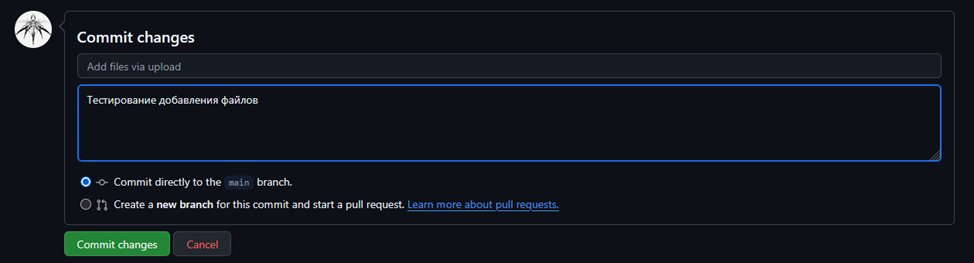 Commit changes
Add files via upload
Тестирование добавления файлов
Commit directly to the main branch.
Create a new branch for this commit and start a pull request. Learn more about pull requests.
Commit changes Cancel